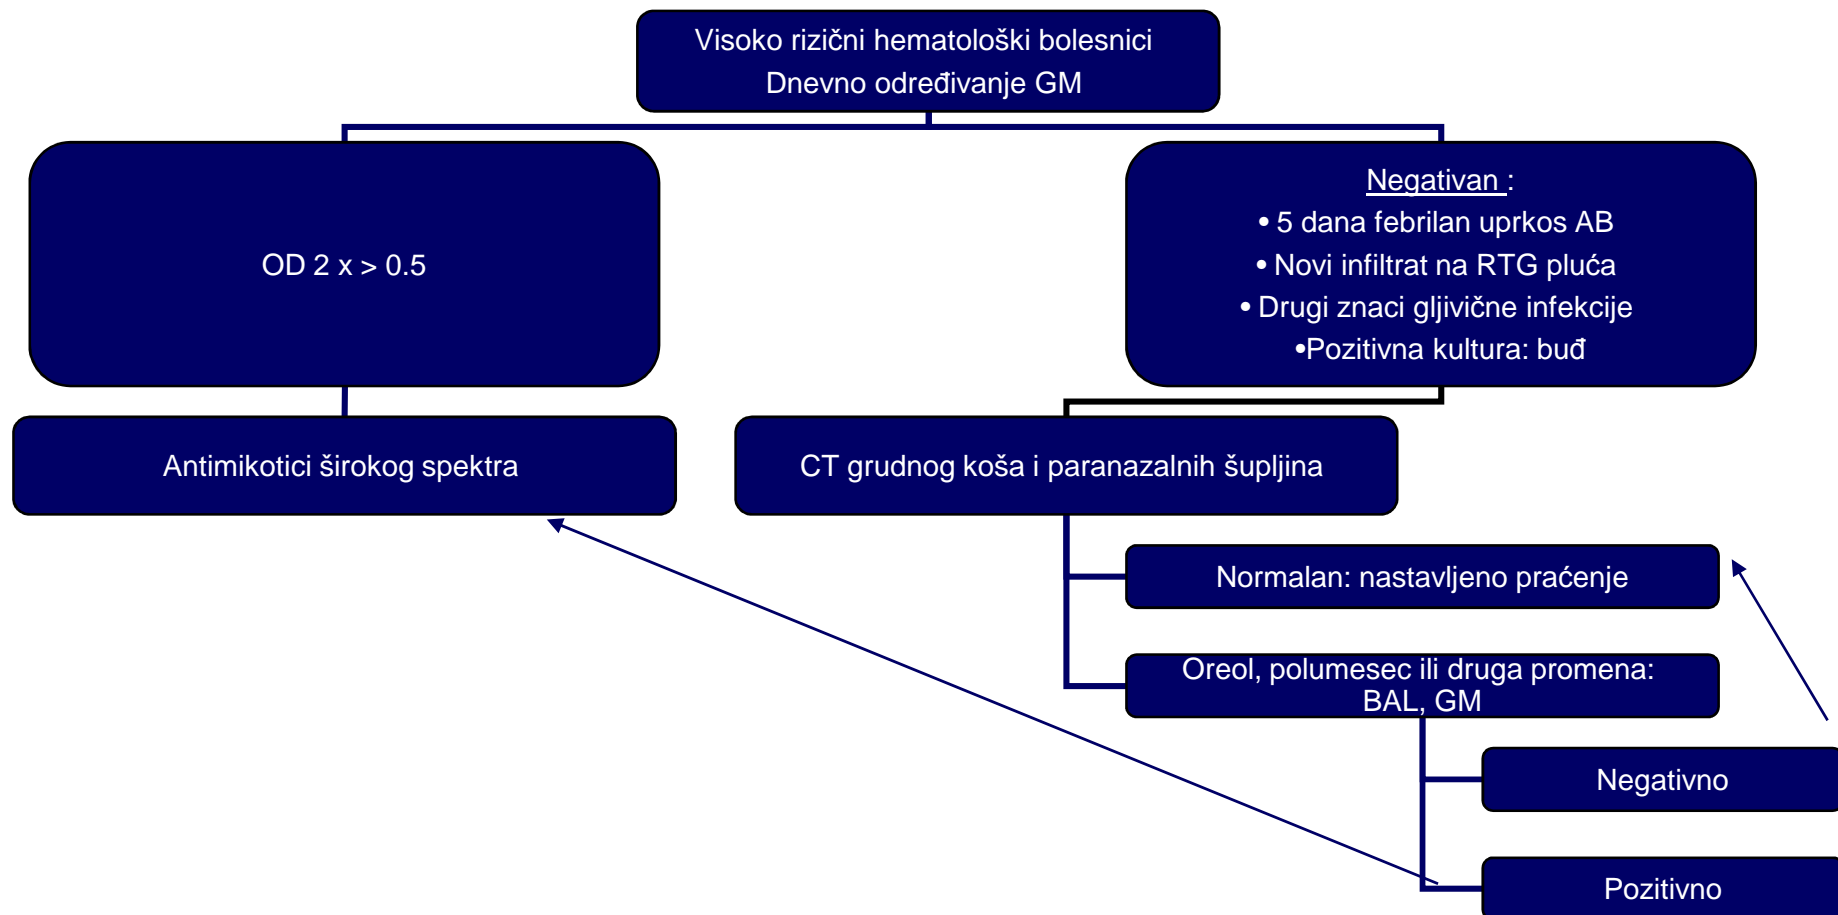 Visoko rizični hematološki bolesnici
Dnevno određivanje GM
OD 2 x > 0.5
Negativan :
• 5 dana febrilan uprkos AB
• Novi infiltrat na RTG pluća
• Drugi znaci gljivične infekcije
•Pozitivna kultura: buđ
Antimikotici širokog spektra
CT grudnog koša i paranazalnih šupljina
Normalan: nastavljeno praćenje
Oreol, polumesec ili druga promena:
BAL, GM
Negativno
Pozitivno